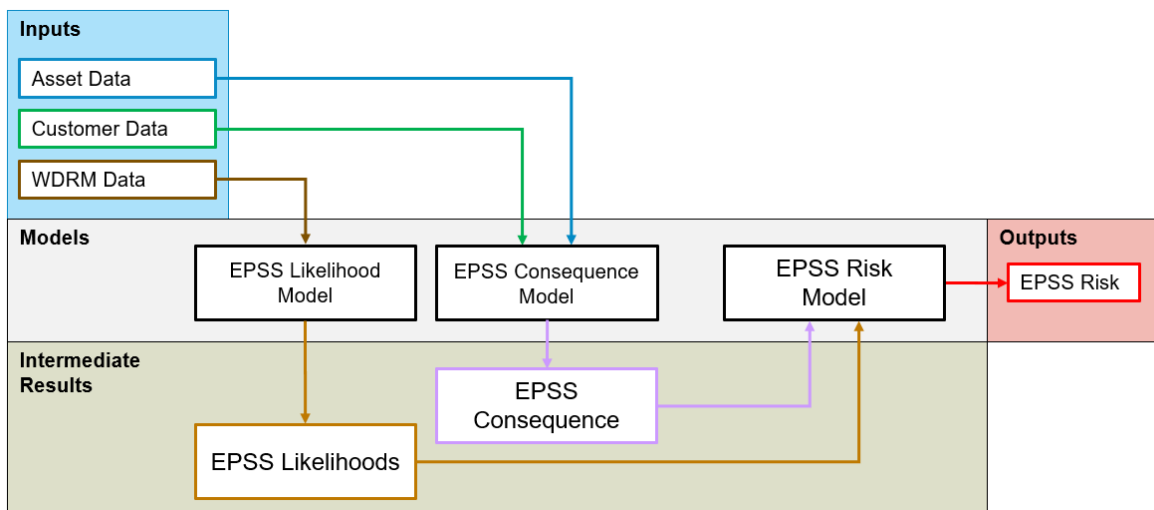 Inputs
Asset Data
Customer Data
WDRM Data
Models
EPSS Likelihood
Model
EPSS Consequence
Model
EPSS Risk
Model
Outputs
EPSS Risk
Intermediate
Results
EPSS
Consequence
EPSS Likelihoods